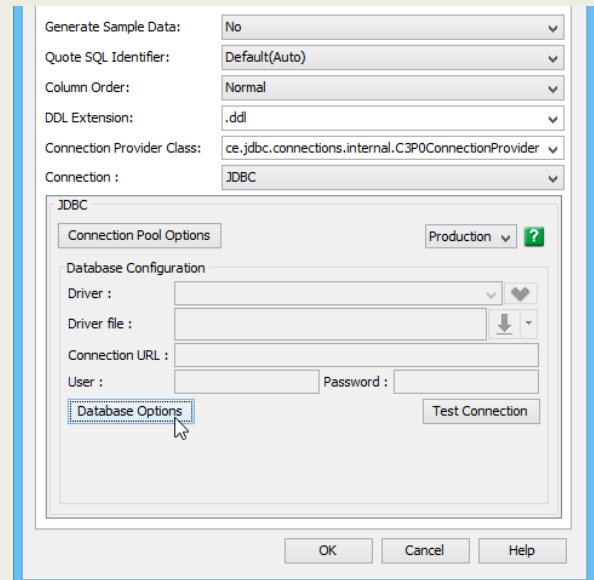 Generate Sample Data: No
Quote SQL Identifier: Default(Auto)
Column Order: Normal
DDL Extension: .ddl
Connection Provider Class: ce.jdbc.connections.internal.C3P0ConnectionProvider
Connection : JDBC
JDBC
Connection Pool Options Production ?
Database Configuration
Driver :
Driver file :
Connection URL :
User : Password :
Database Options Test Connection
OK Cancel Help